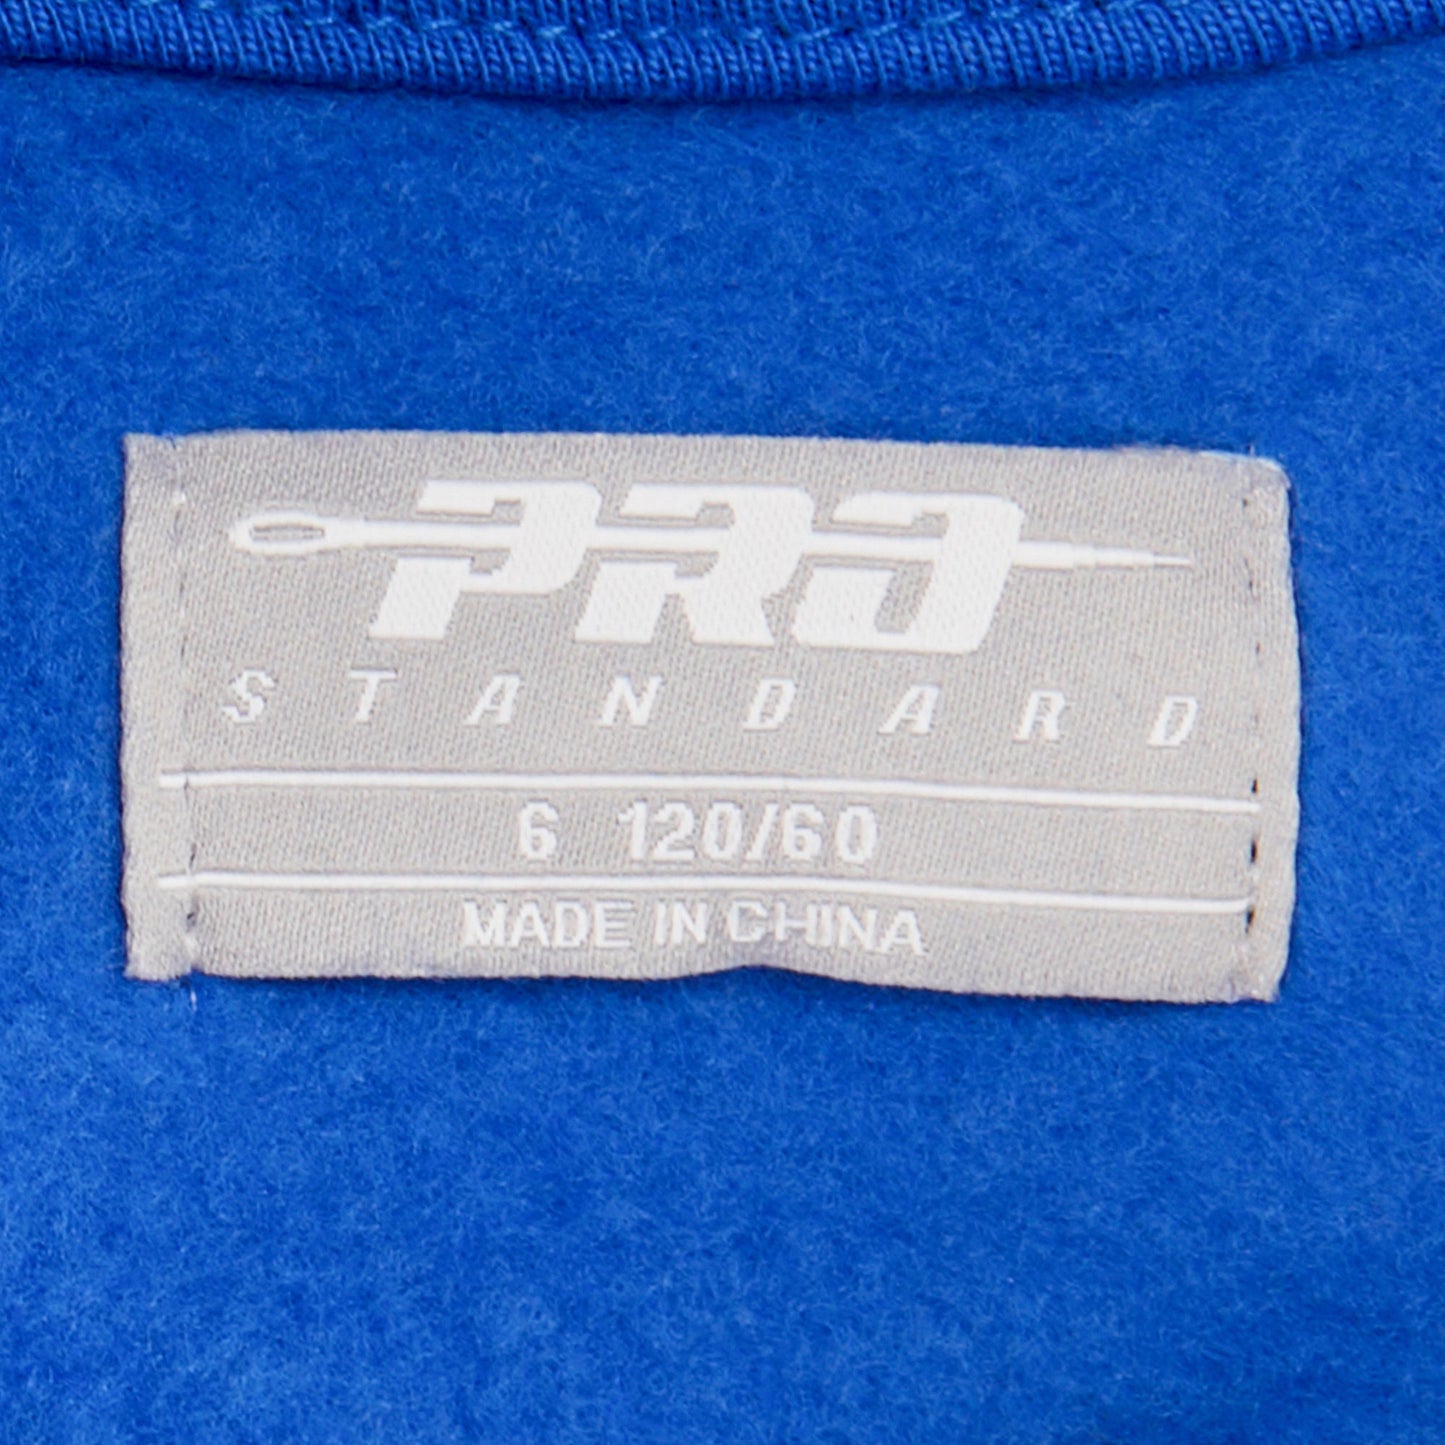 PRO
STANDARD
6 120/60
MADE IN CHINA